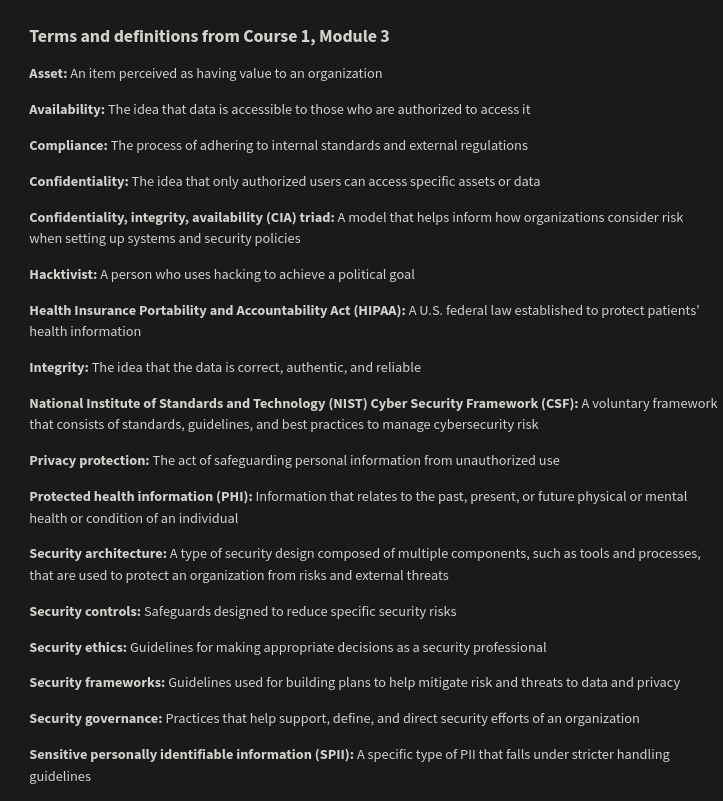 Terms and definitions from Course 1, Module 3
Asset: An item perceived as having value to an organization
Availability: The idea that data is accessible to those who are authorized to access it
Compliance: The process of adhering to internal standards and external regulations
Confidentiality: The idea that only authorized users can access specific assets or data
Confidentiality, integrity, availability (CIA) triad: A model that helps inform how organizations consider risk
when setting up systems and security policies
Hacktivist: A person who uses hacking to achieve a political goal
Health Insurance Portability and Accountability Act (HIPAA): A U.S. federal law established to protect patients'
health information
Integrity: The idea that the data is correct, authentic, and reliable
National Institute of Standards and Technology (NIST) Cyber Security Framework (CSF): A voluntary framework
that consists of standards, guidelines, and best practices to manage cybersecurity risk
Privacy protection: The act of safeguarding personal information from unauthorized use
Protected health information (PHI): Information that relates to the past, present, or future physical or mental
health or condition of an individual
Security architecture: A type of security design composed of multiple components, such as tools and processes,
that are used to protect an organization from risks and external threats
Security controls: Safeguards designed to reduce specific security risks
Security ethics: Guidelines for making appropriate decisions as a security professional
Security frameworks: Guidelines used for building plans to help mitigate risk and threats to data and privacy
Security governance: Practices that help support, define, and direct security efforts of an organization
Sensitive personally identifiable information (SPII): A specific type of PII that falls under stricter handling
guidelines